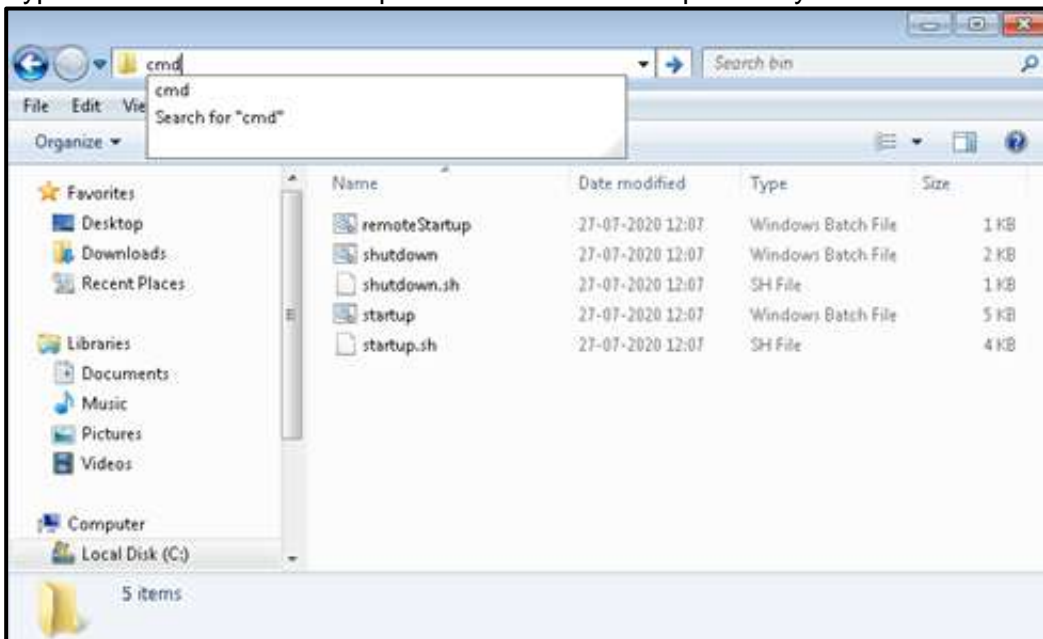 cmd
Search bin
cmd
Search for "cmd"
File Edit Vie
Organize
Name Date modified Type Size
Favorites
Desktop
Downloads
Recent Places
Libraries
Documents
Music
Pictures
Videos
Computer
Local Disk (C:)
remoteStartup 27-07-2020 12:07 Windows Batch File 1 KB
shutdown 27-07-2020 12:07 Windows Batch File 2 KB
shutdown.sh 27-07-2020 12:07 SH File 1 KB
startup 27-07-2020 12:07 Windows Batch File 5 KB
startup.sh 27-07-2020 12:07 SH File 4 KB
5 items